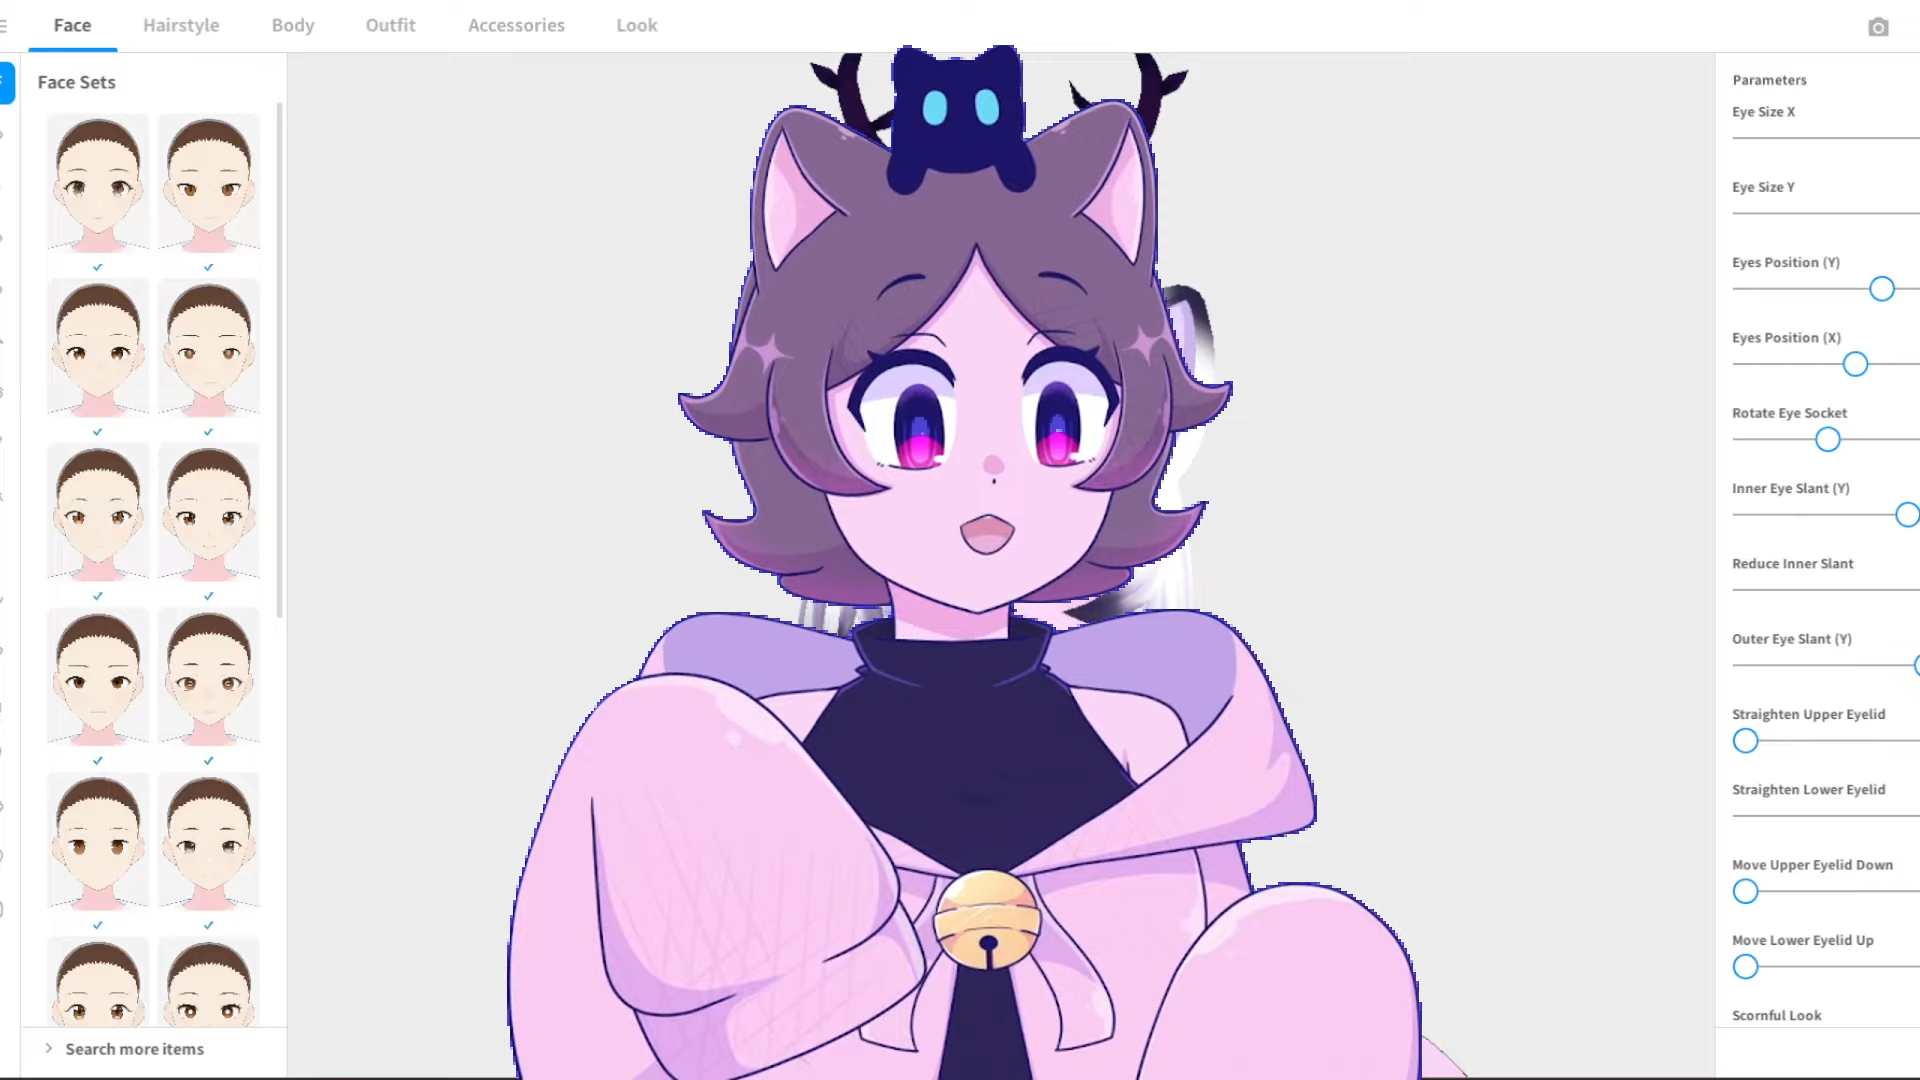 Face Hairstyle Body Outfit Accessories Look
Face Sets
Search more items
Parameters
Eye Size X
Eye Size Y
Eyes Position (Y)
Eyes Position (X)
Rotate Eye Socket
Inner Eye Slant (Y)
Reduce Inner Slant
Outer Eye Slant (Y)
Straighten Upper Eyelid
Straighten Lower Eyelid
Move Upper Eyelid Down
Move Lower Eyelid Up
Scornful Look